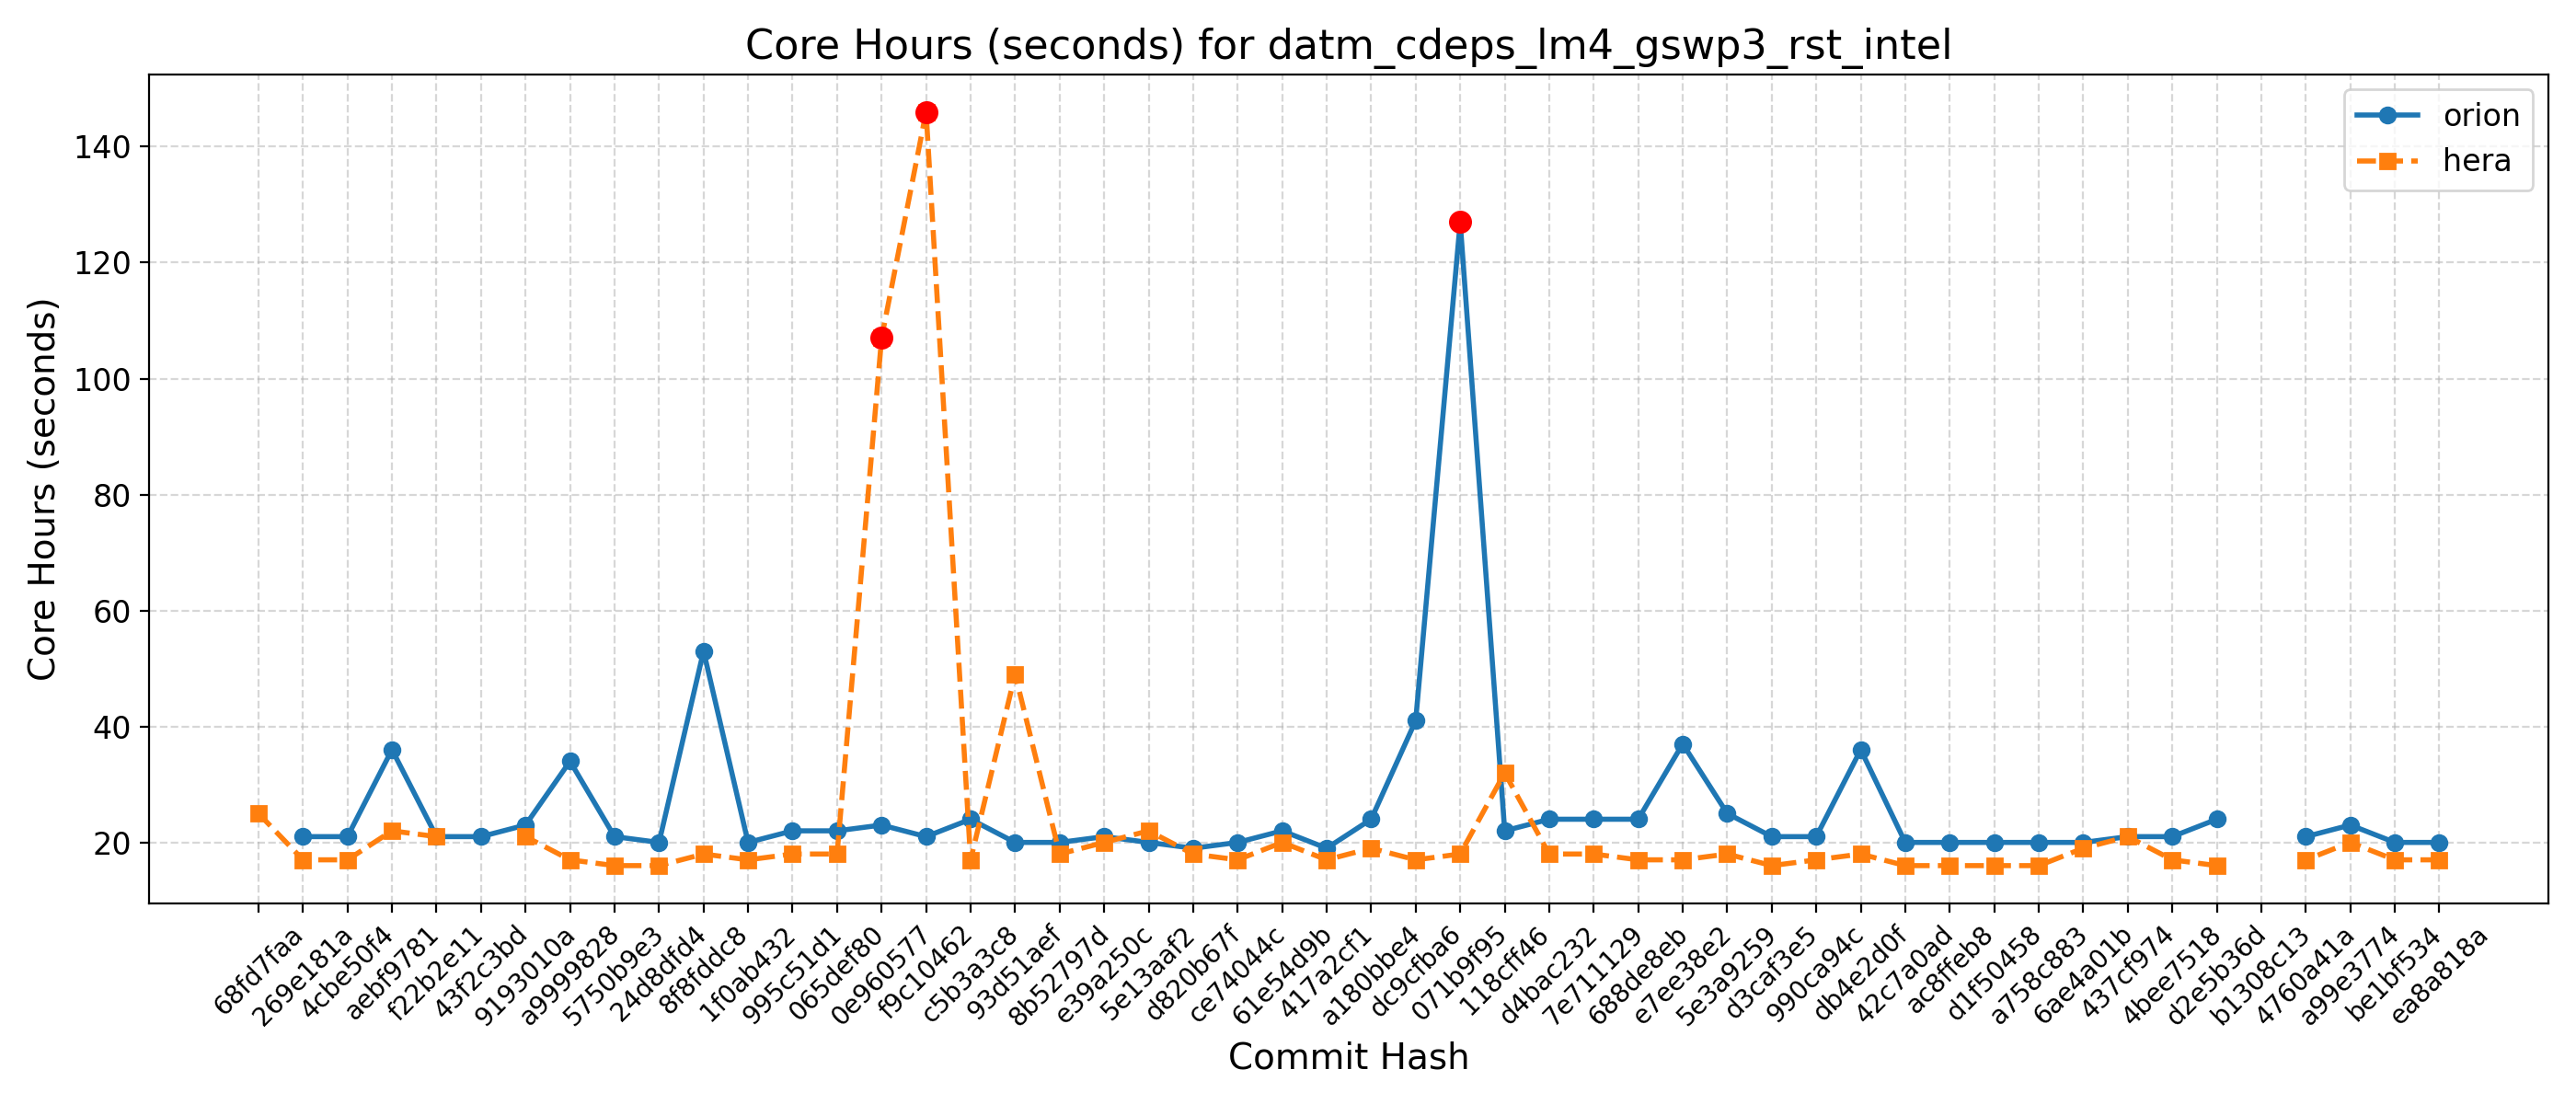 Core Hours (seconds) for datm_cdeps_lm4_gswp3_rst_intel
Core Hours (seconds)
140
120
100
80
60
40
20
orion
hera
68fd7faa
269e181a
4cbe50f4
aebf9781
f22b2e11
43f2c3bd
9193010a
a9999828
5750b9e3
24d8dfd4
8f8fddc8
1f0ab432
995c51d1
065def80
0e960577
f9c10462
c5b3a3c8
93d51aef
8b52797d
e39a250c
5e13aaf2
d820b67f
ce74044c
61e54d9b
417a2cf1
a180bbe4
dc9cfba6
071b9f95
118cff46
d4bac232
7e711129
688de8eb
e7ee38e2
5e3a9259
d3caf3e5
990ca94c
db4e2d0f
42c7a0ad
ac8ffeb8
d1f50458
a758c883
6ae4a01b
437cf974
4bee7518
d2e5b36d
b1308c13
4760a41a
a99e3774
be1bf534
ea8a818a
Commit Hash